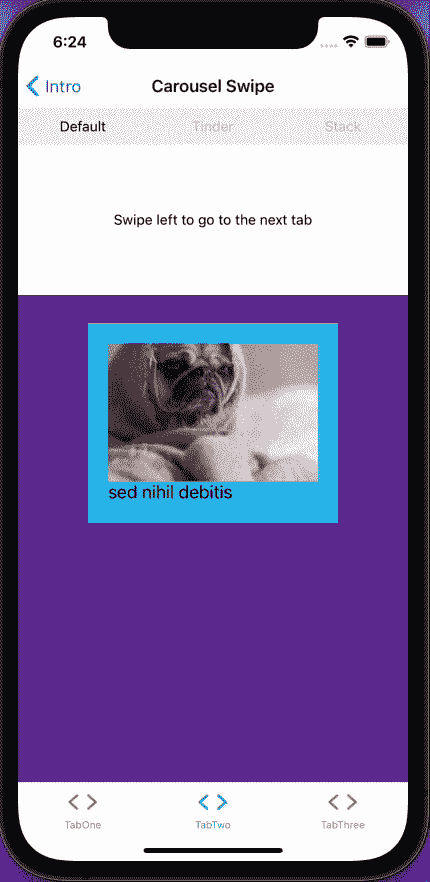 6:24
Intro
Carousel Swipe
Default
Tinder
Stack
Swipe left to go to the next tab
sed nihil debitis
TabOne
TabTwo
TabThree